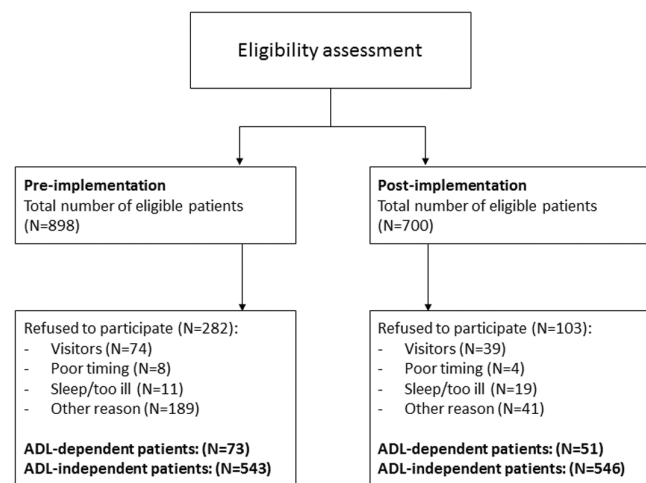 Eligibility assessment
Pre-implementation
Total number of eligible patients
(N=898)
Post-implementation
Total number of eligible patients
(N=700)
Refused to participate (N=282):
- Visitors (N=74)
- Poor timing (N=8)
- Sleep/too ill (N=11)
- Other reason (N=189)
ADL-dependent patients: (N=73)
ADL-independent patients: (N=543)
Refused to participate (N=103):
- Visitors (N=39)
- Poor timing (N=4)
- Sleep/too ill (N=19)
- Other reason (N=41)
ADL-dependent patients: (N=51)
ADL-independent patients: (N=546)